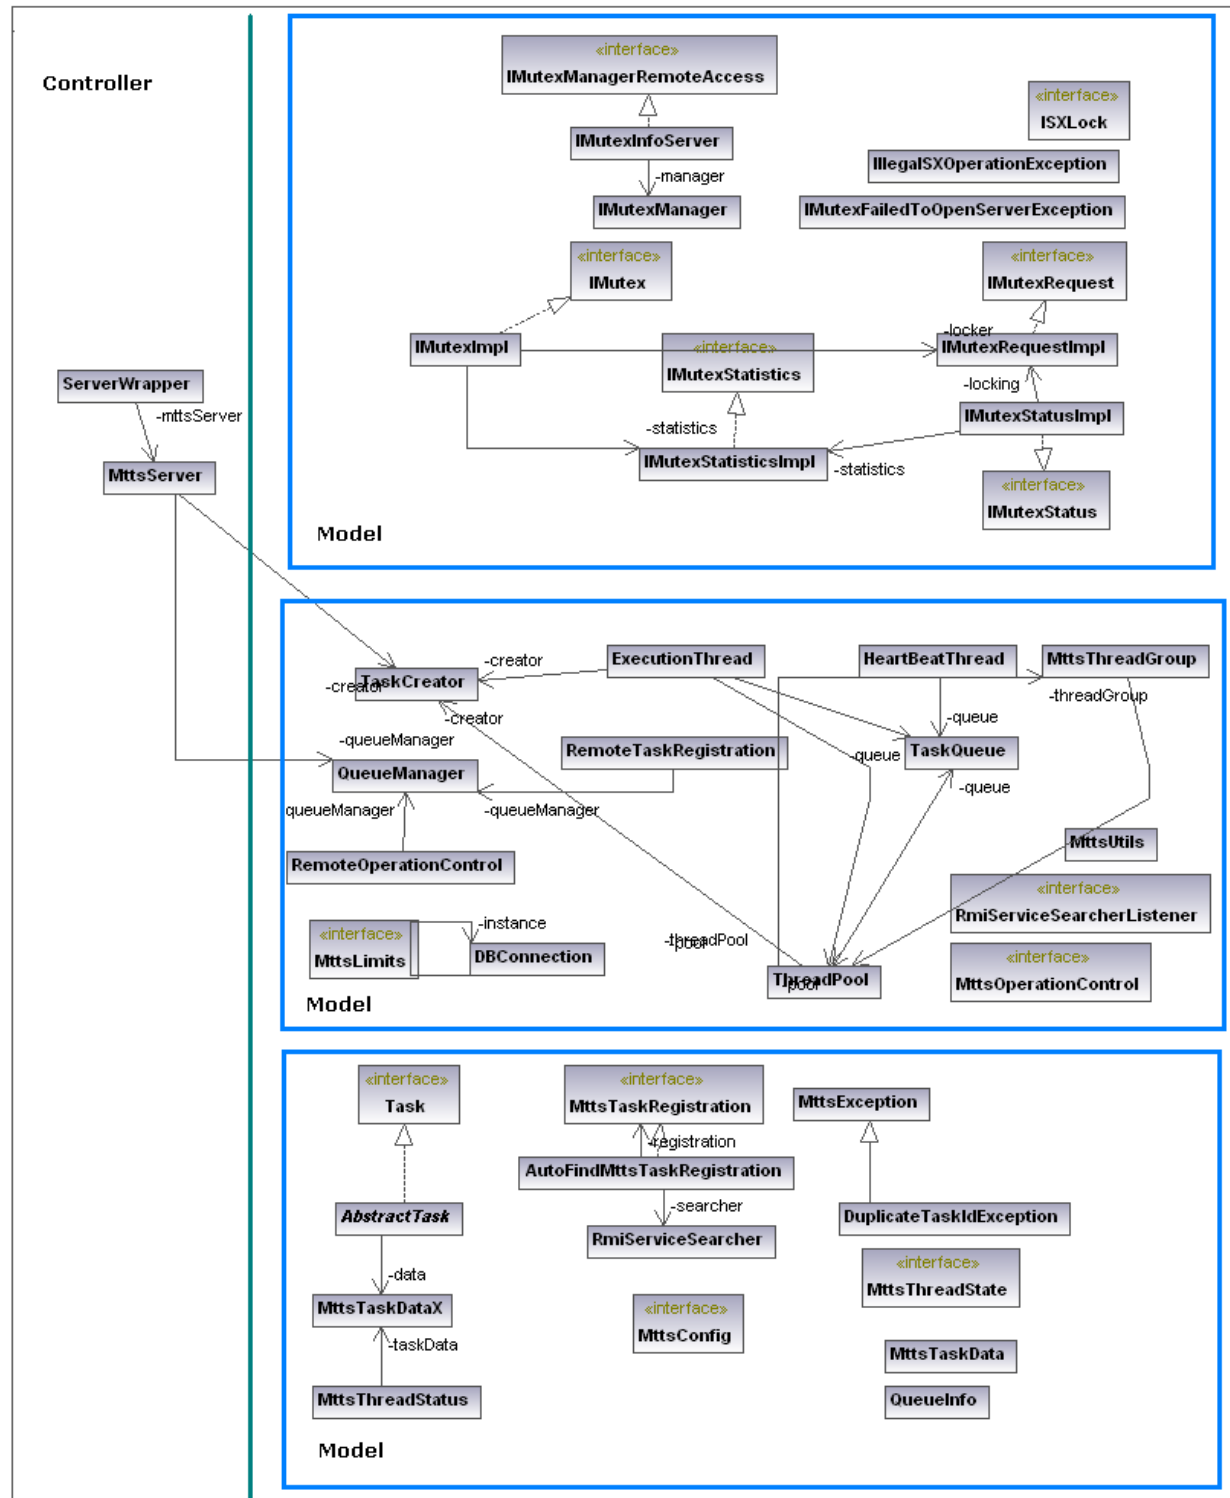 Controller
«interface»
IMutexManagerRemoteAccess
«interface»
ISXLock
IMutexInfoServer
IllegalSXOperationException
-manager
IMutexManager
IMutexFailedToOpenServerException
«interface»
IMutex
«interface»
IMutexRequest
IMutexImpl
-locker
«interface»
IMutexStatistics
IMutexRequestImpl
ServerWrapper
-mttsServer
-locking
IMutexStatusImpl
-statistics
IMutexStatisticsImpl
-statistics
MttsServer
«interface»
IMutexStatus
Model
-creator
ExecutionThread
HeartBeatThread
MttsThreadGroup
TaskCreator
-creator
-creator
-threadGroup
-queue
-queueManager
RemoteTaskRegistration
TaskQueue
-queue
QueueManager
-queue
queueManager
-queueManager
MttsUtils
RemoteOperationControl
«interface»
RmiServiceSearcherListener
«interface»
MttsLimits
-instance
DBConnection
-threadPool
pool
«interface»
MttsOperationControl
ThreadPool
-pool
Model
«interface»
Task
«interface»
MttsTaskRegistration
MttsException
-registration
AutoFindMttsTaskRegistration
-searcher
AbstractTask
DuplicateTaskIdException
RmiServiceSearcher
«interface»
MttsThreadState
-data
MttsTaskDataX
«interface»
MttsConfig
-taskData
MttsTaskData
MttsThreadStatus
QueueInfo
Model